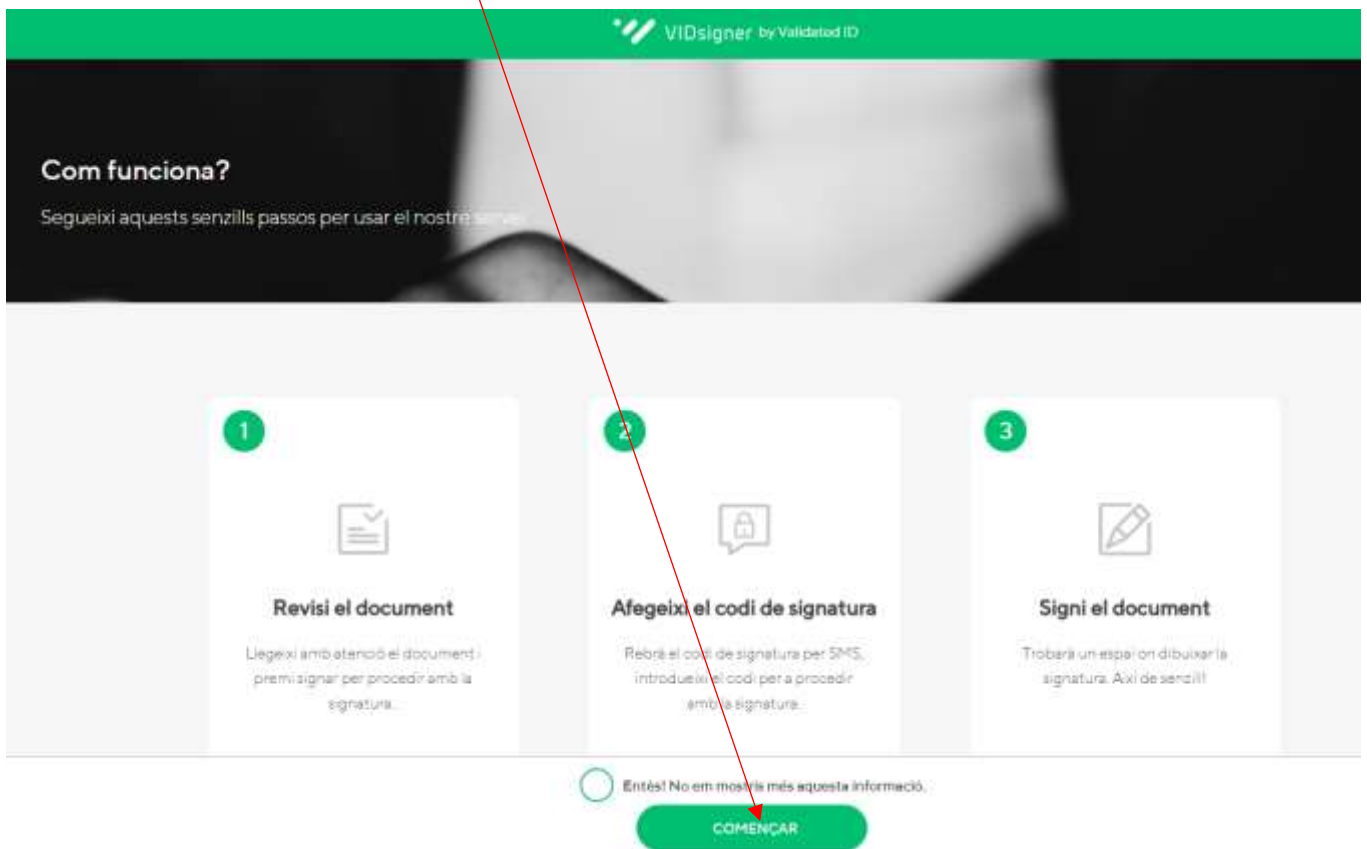 VIDsigner by Validated ID
Com funciona?
Segueixi aquests senzills passos per usar el nostre servei
1
2
3
Revisi el document
Llegeixi amb atenció el document i
premi signar per procedir amb la
signatura.
Afegeixi el codi de signatura
Rebrà el codi de signatura per SMS,
introdueixi el codi per a procedir
amb la signatura.
Signi el document
Trobarà un espai on dibuixar la
signatura. Així de senzill!
Entès! No em mostris més aquesta informació.
COMENÇAR